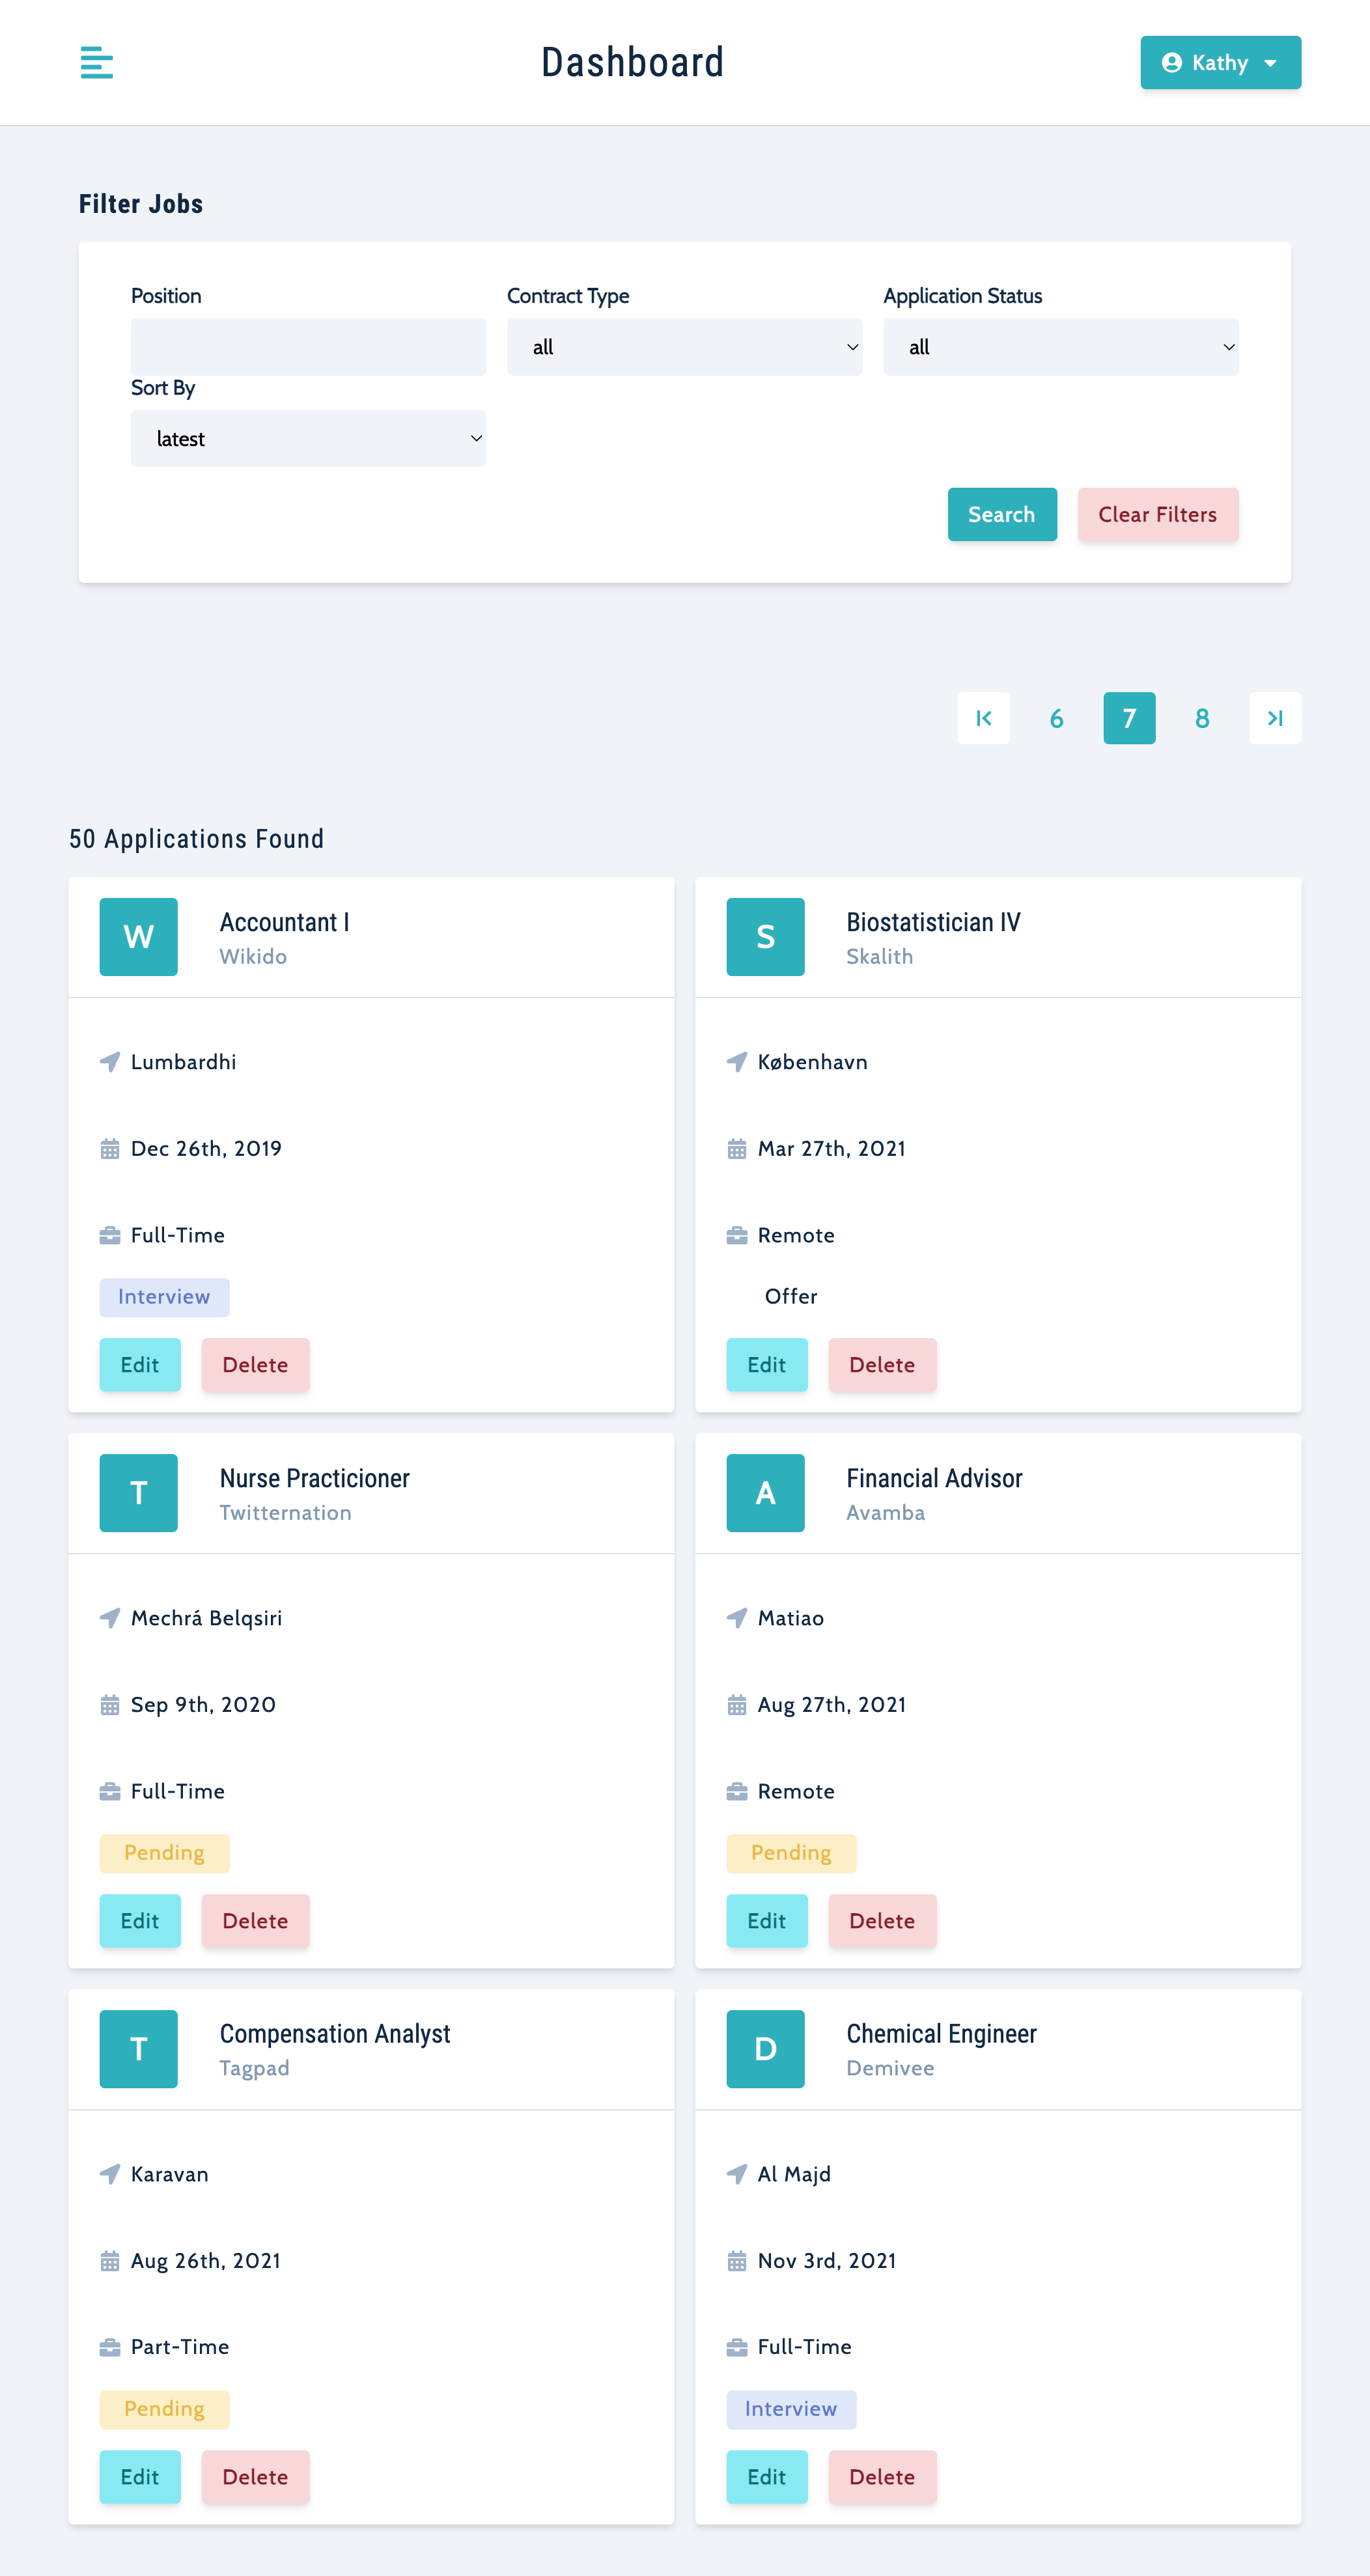 Dashboard
Kathy
Filter Jobs
Position
Contract Type
Application Status
all
all
Sort By
latest
Search
Clear Filters
6
7
8
50 Applications Found
W
Accountant I
Wikido
Lumbardhi
Dec 26th, 2019
Full-Time
Interview
Edit
Delete
S
Biostatistician IV
Skalith
København
Mar 27th, 2021
Remote
Offer
Edit
Delete
T
Nurse Practicioner
Twitternation
Mechrá Belqsiri
Sep 9th, 2020
Full-Time
Pending
Edit
Delete
A
Financial Advisor
Avamba
Matiao
Aug 27th, 2021
Remote
Pending
Edit
Delete
T
Compensation Analyst
Tagpad
Karavan
Aug 26th, 2021
Part-Time
Pending
Edit
Delete
D
Chemical Engineer
Demivee
Al Majd
Nov 3rd, 2021
Full-Time
Interview
Edit
Delete